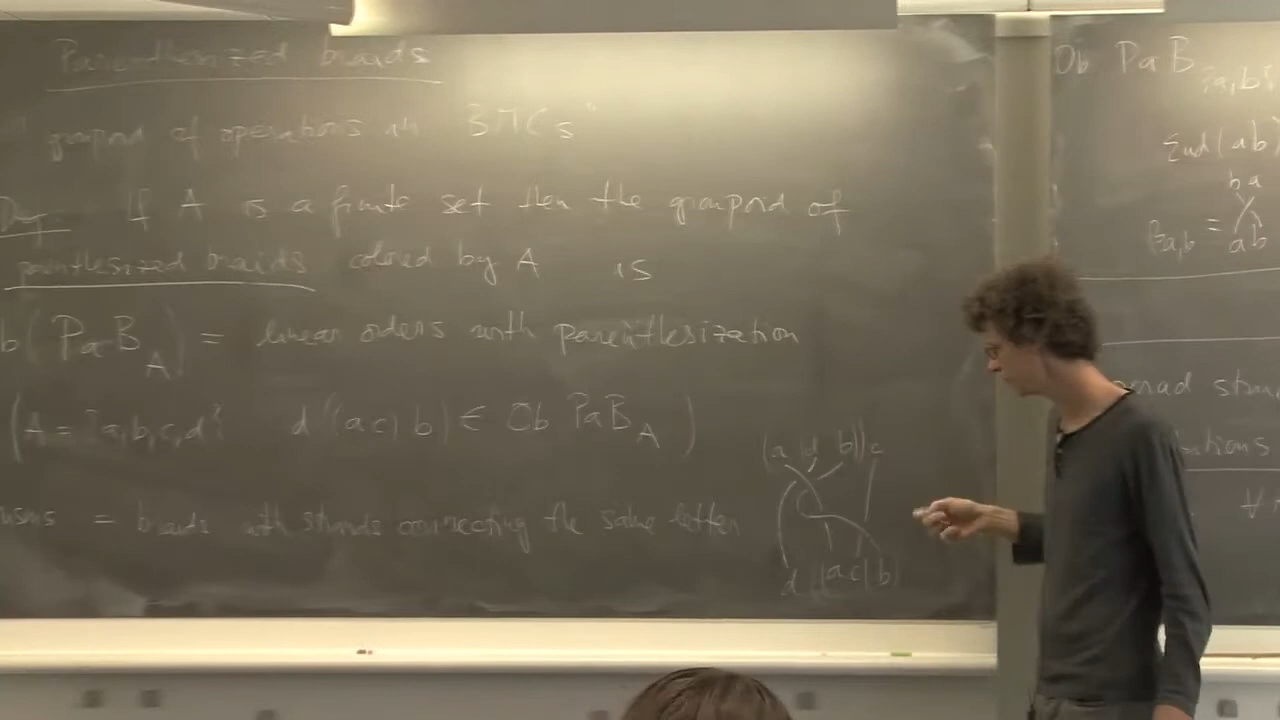 Parenthesized braids
groupoid of operations in BMCs"
Def If A is a finite set then the groupoid of
parenthesized braids colored by A is
b(PaB_A) = linear orders with parenthesization
(A = {a,b,c,d} d((ac)b) ∈ Ob PaB_A)
= braids with strands connecting the same letter
(a(d b))c
d((ac)b)
Ob PaB {a,b}
End(ab)
ba
β_{a,b} =
ab